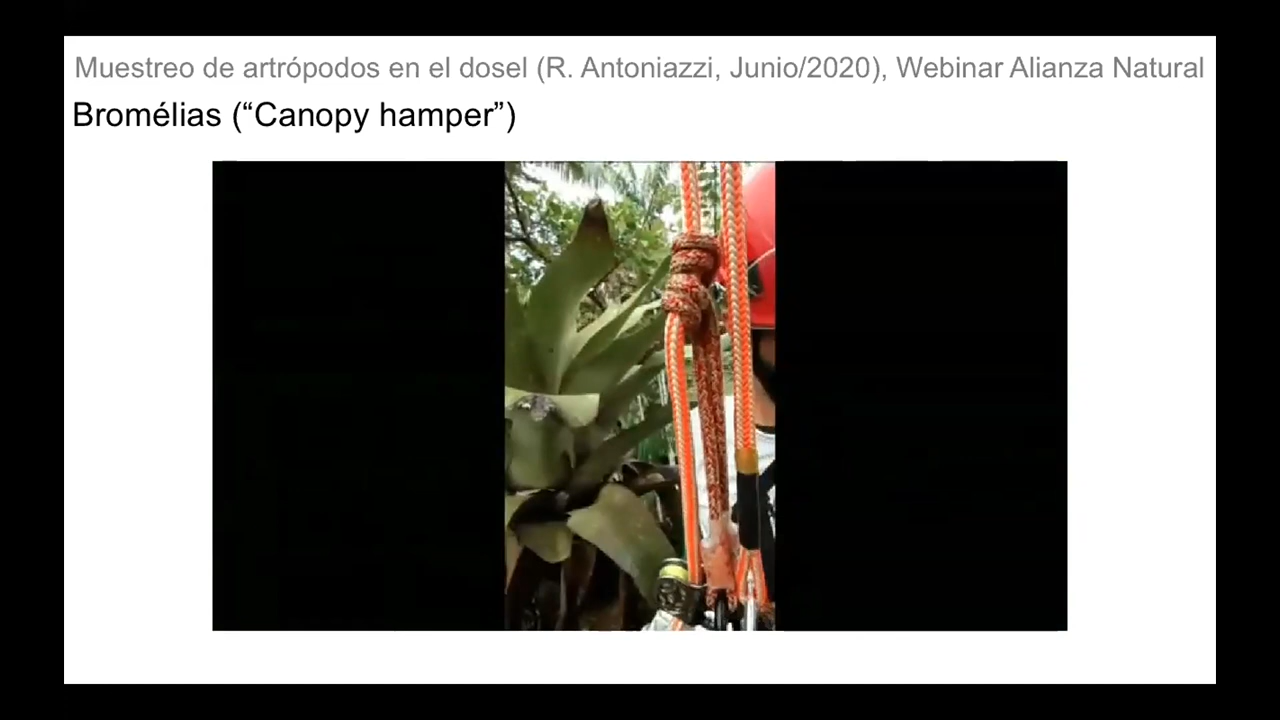 Muestreo de artrópodos en el dosel (R. Antoniazzi, Junio/2020), Webinar Alianza Natural
Bromélias (“Canopy hamper”)